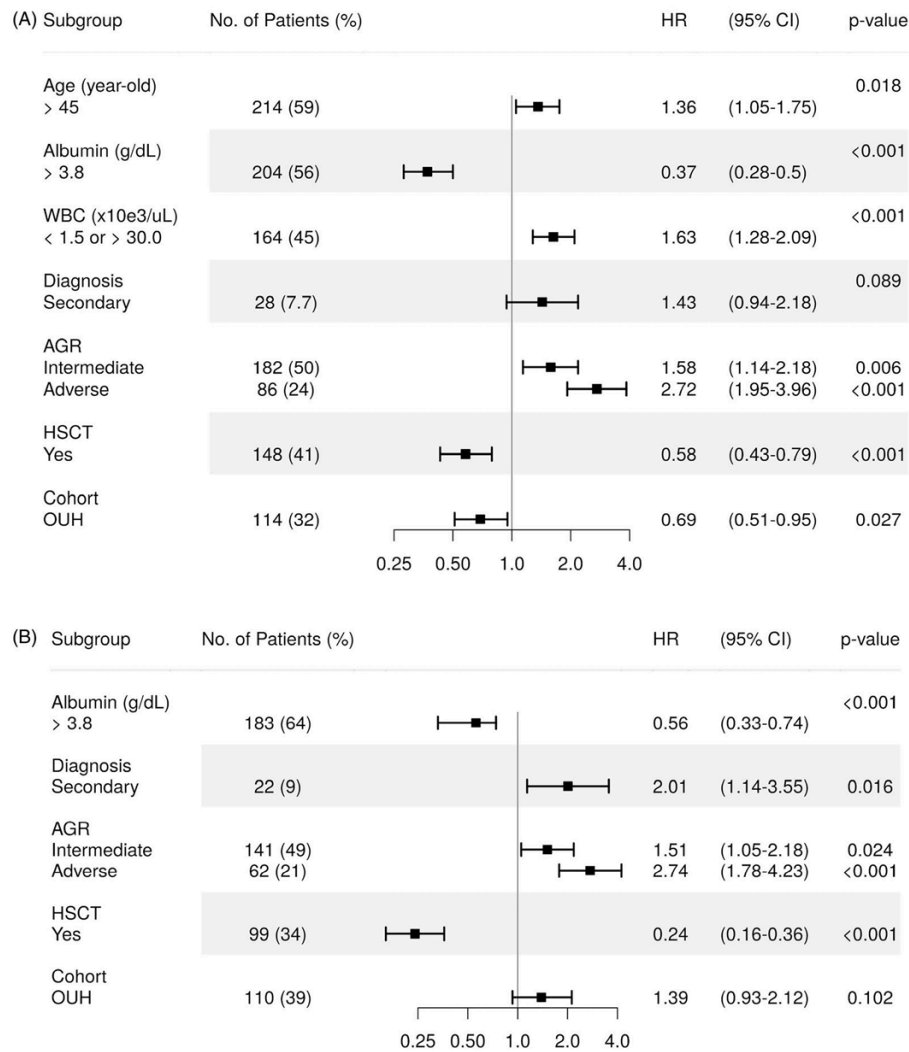 (A) Subgroup No. of Patients (%) HR (95% CI) p-value
Age (year-old) 0.018
> 45 214 (59) 1.36 (1.05-1.75)
Albumin (g/dL) <0.001
> 3.8 204 (56) 0.37 (0.28-0.5)
WBC (x10e3/uL) <0.001
< 1.5 or > 30.0 164 (45) 1.63 (1.28-2.09)
Diagnosis 0.089
Secondary 28 (7.7) 1.43 (0.94-2.18)
AGR
Intermediate 182 (50) 1.58 (1.14-2.18) 0.006
Adverse 86 (24) 2.72 (1.95-3.96) <0.001
HSCT
Yes 148 (41) 0.58 (0.43-0.79) <0.001
Cohort
OUH 114 (32) 0.69 (0.51-0.95) 0.027
0.25 0.50 1.0 2.0 4.0
(B) Subgroup No. of Patients (%) HR (95% CI) p-value
Albumin (g/dL) <0.001
> 3.8 183 (64) 0.56 (0.33-0.74)
Diagnosis
Secondary 22 (9) 2.01 (1.14-3.55) 0.016
AGR
Intermediate 141 (49) 1.51 (1.05-2.18) 0.024
Adverse 62 (21) 2.74 (1.78-4.23) <0.001
HSCT
Yes 99 (34) 0.24 (0.16-0.36) <0.001
Cohort
OUH 110 (39) 1.39 (0.93-2.12) 0.102
0.25 0.50 1.0 2.0 4.0